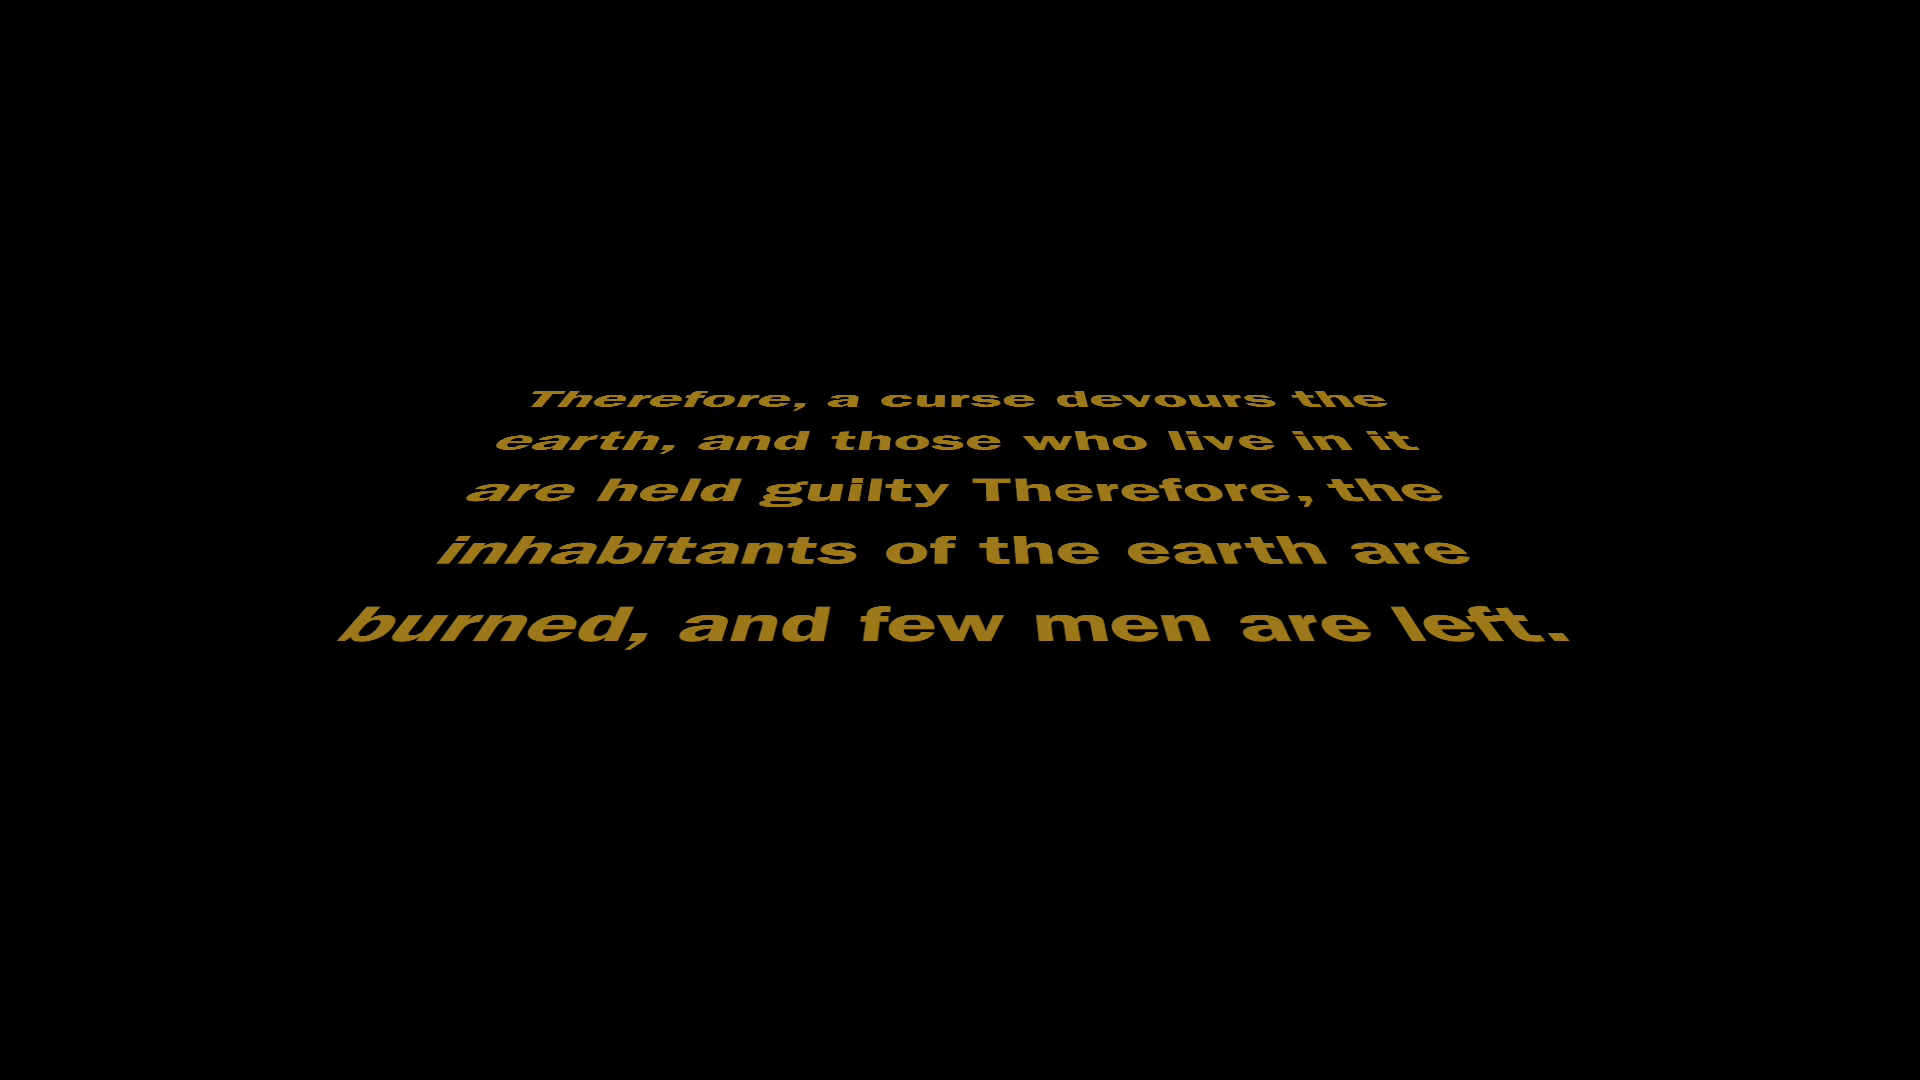 Therefore, a curse devours the
earth, and those who live in it
are held guilty Therefore, the
inhabitants of the earth are
burned, and few men are left.